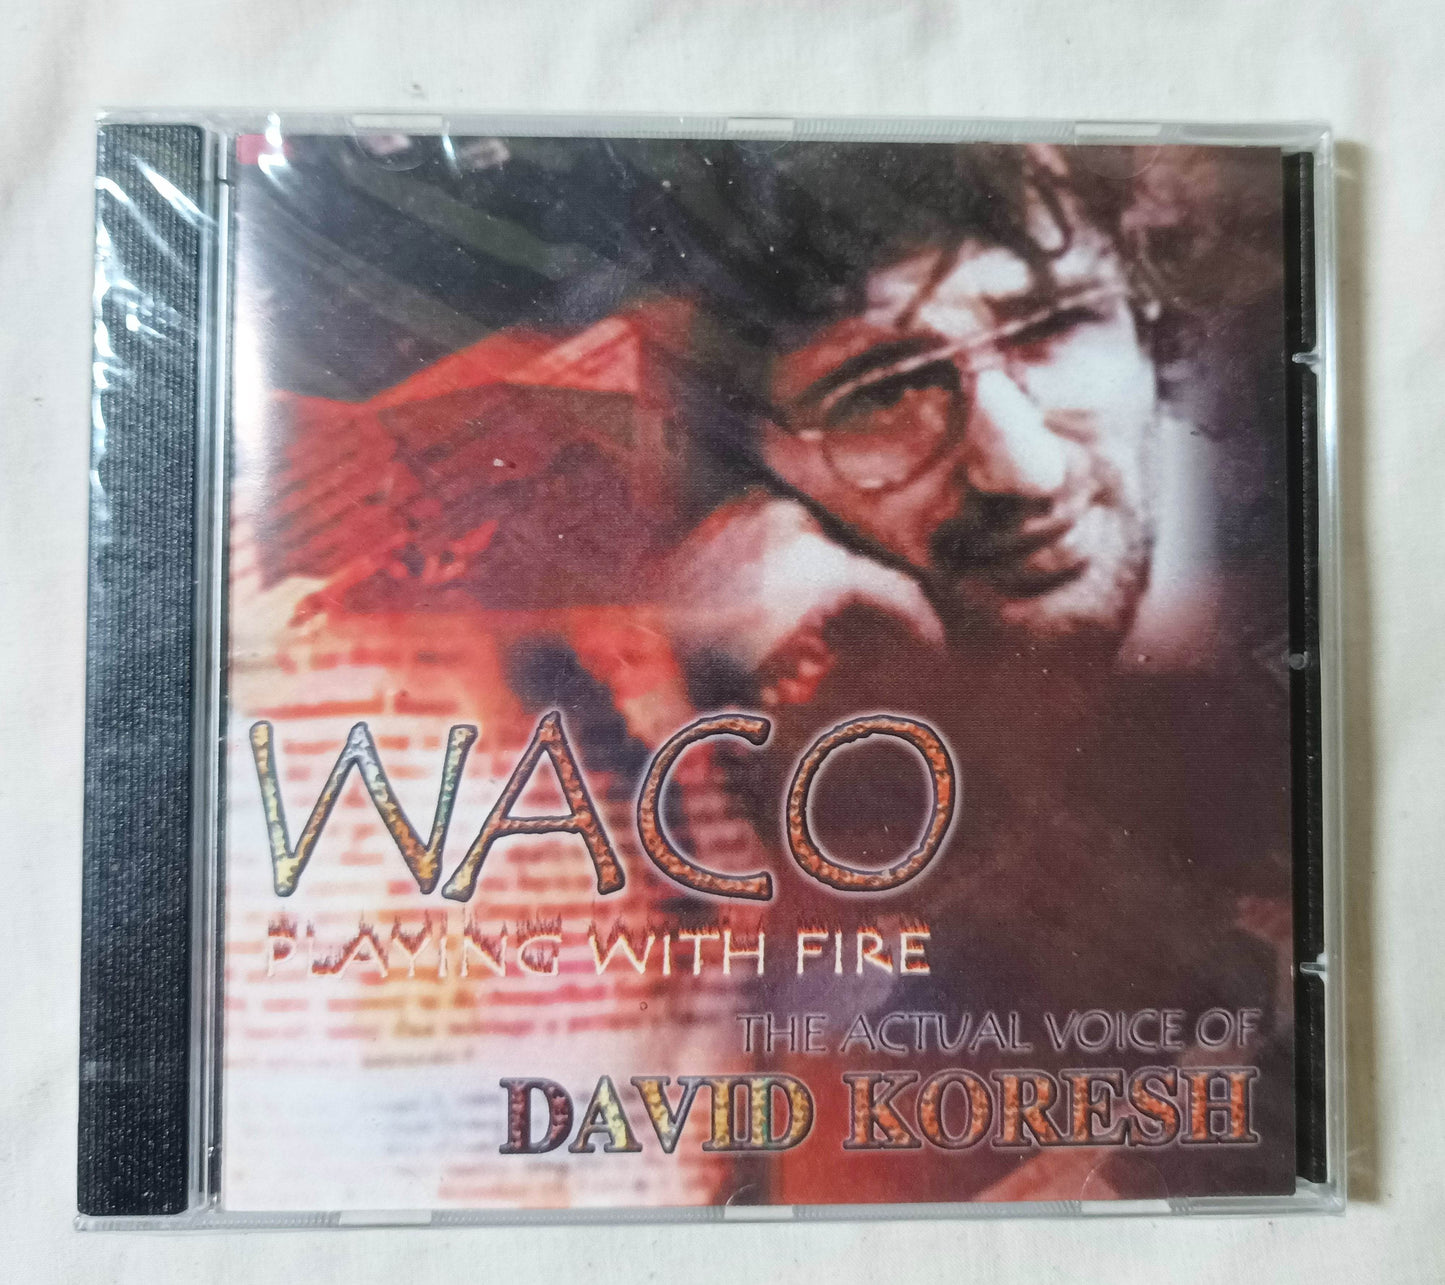 WACO
PLAYING WITH FIRE
THE ACTUAL VOICE OF
DAVID KORESH